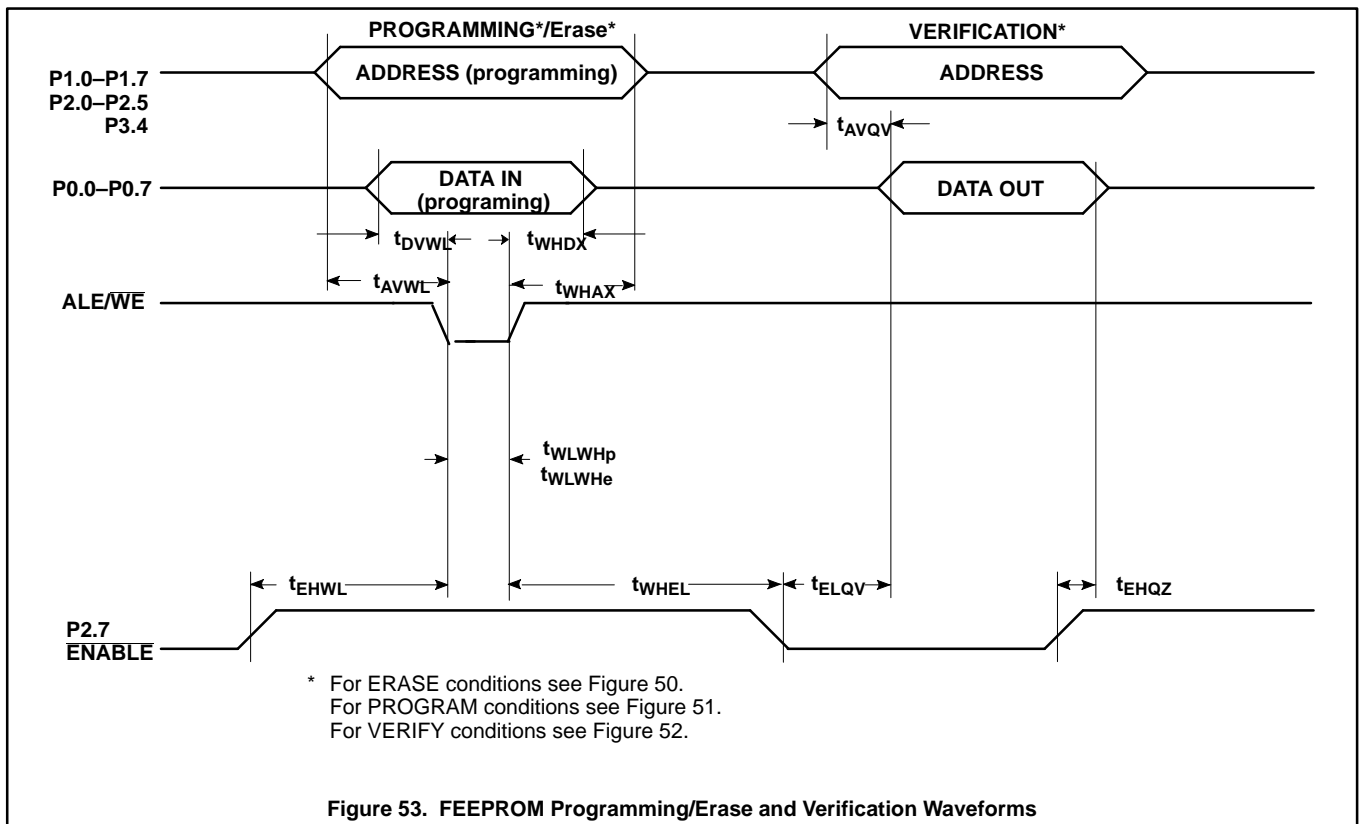 PROGRAMMING*/Erase*
VERIFICATION*
P1.0–P1.7
P2.0–P2.5
P3.4
ADDRESS (programming)
ADDRESS
tAVQV
P0.0–P0.7
DATA IN
(programing)
DATA OUT
tDVWL
tWHDX
tAVWL
tWHAX
ALE/WE
tWLWHp
tWLWHe
tEHWL
tWHEL
tELQV
tEHQZ
P2.7
ENABLE
* For ERASE conditions see Figure 50.
For PROGRAM conditions see Figure 51.
For VERIFY conditions see Figure 52.
Figure 53. FEEPROM Programming/Erase and Verification Waveforms